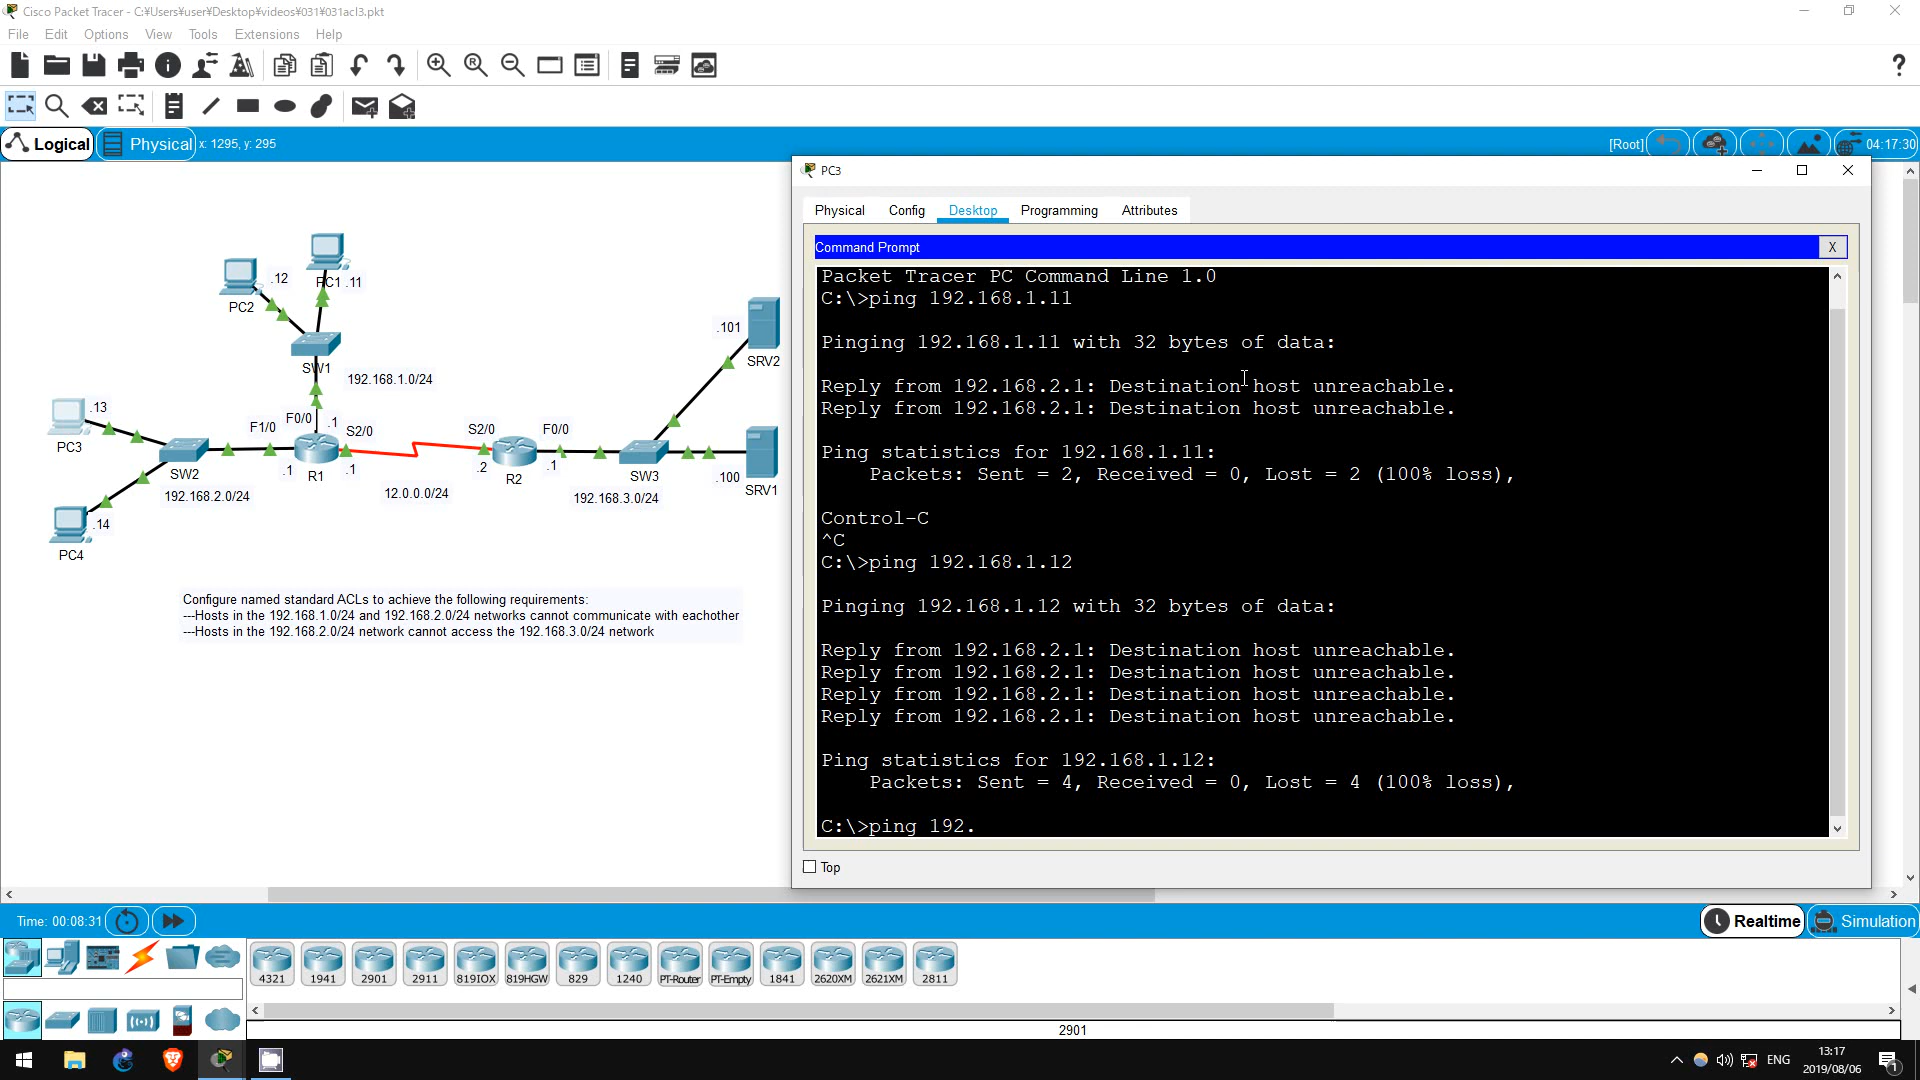 Cisco Packet Tracer - C:¥Users¥user¥Desktop¥videos¥031¥031acl3.pkt
File Edit Options View Tools Extensions Help
Logical Physical x: 1295, y: 295 [Root] 04:17:30
PC3
Physical Config Desktop Programming Attributes
Command Prompt X
Packet Tracer PC Command Line 1.0
C:\>ping 192.168.1.11
Pinging 192.168.1.11 with 32 bytes of data:
Reply from 192.168.2.1: Destination host unreachable.
Reply from 192.168.2.1: Destination host unreachable.
Ping statistics for 192.168.1.11:
Packets: Sent = 2, Received = 0, Lost = 2 (100% loss),
Control-C
^C
C:\>ping 192.168.1.12
Pinging 192.168.1.12 with 32 bytes of data:
Reply from 192.168.2.1: Destination host unreachable.
Reply from 192.168.2.1: Destination host unreachable.
Reply from 192.168.2.1: Destination host unreachable.
Reply from 192.168.2.1: Destination host unreachable.
Ping statistics for 192.168.1.12:
Packets: Sent = 4, Received = 0, Lost = 4 (100% loss),
C:\>ping 192.
Top
.12
PC1 .11
PC2
.101
SRV2
SW1
192.168.1.0/24
.13
PC3
F1/0 F0/0 .1 S2/0
S2/0 F0/0
SW2 .1 R1 .1
.2 R2 .1
SW3 .100 SRV1
192.168.2.0/24
12.0.0.0/24
192.168.3.0/24
.14
PC4
Configure named standard ACLs to achieve the following requirements:
---Hosts in the 192.168.1.0/24 and 192.168.2.0/24 networks cannot communicate with eachother
---Hosts in the 192.168.2.0/24 network cannot access the 192.168.3.0/24 network
Time: 00:08:31
Realtime Simulation
4321 1941 2901 2911 819IOX 819HGW 829 1240 PT-Router PT-Empty 1841 2620XM 2621XM 2811
2901
ENG
13:17
2019/08/06
1